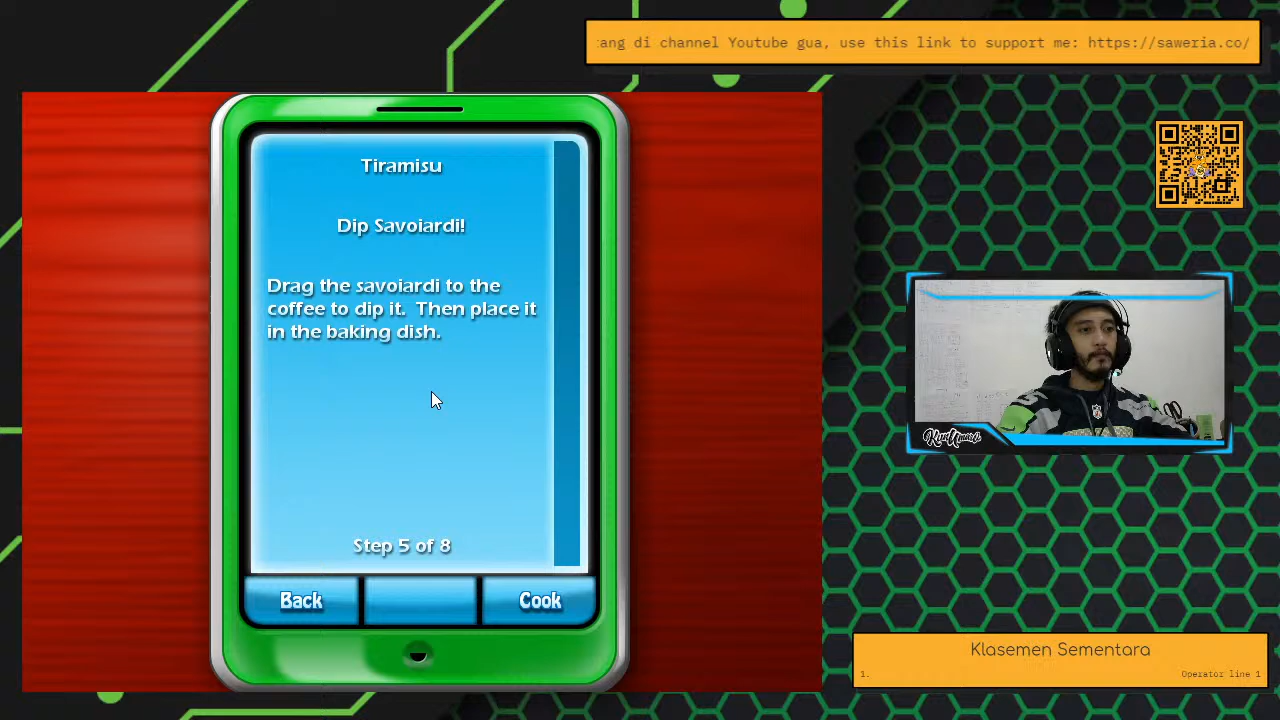 ang di channel Youtube gua, use this link to support me: https://saweria.co/
Tiramisu
Dip Savoiardi!
Drag the savoiardi to the
coffee to dip it. Then place it
in the baking dish.
Step 5 of 8
Back
Cook
Klasemen Sementara
1.
Operator line 1